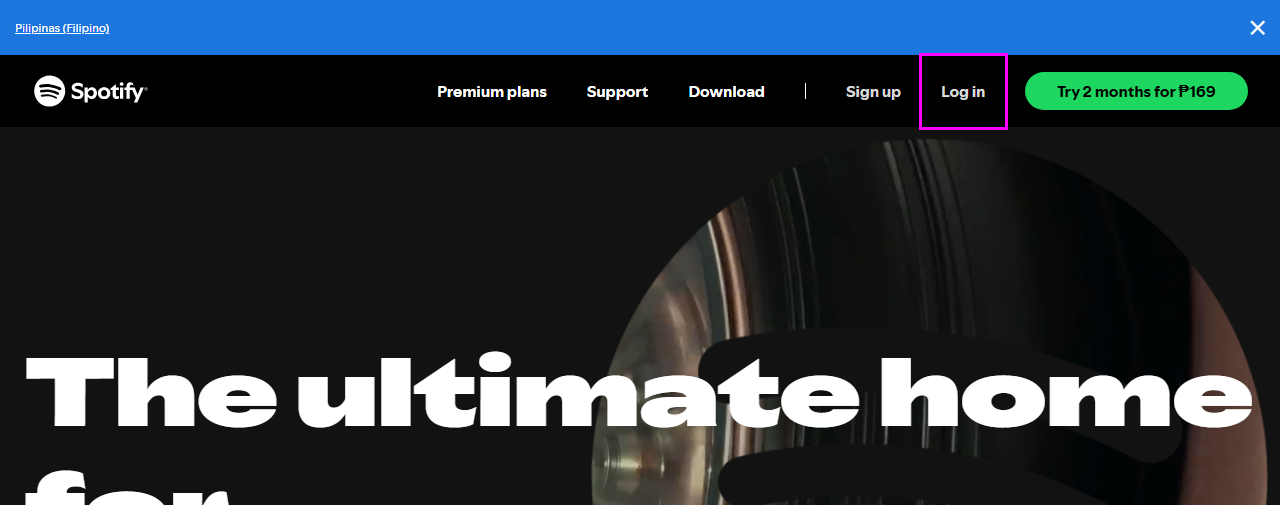 Pilipinas (Filipino)
Spotify®
Premium plans
Support
Download
Sign up
Log in
Try 2 months for ₱169
The ultimate home
for